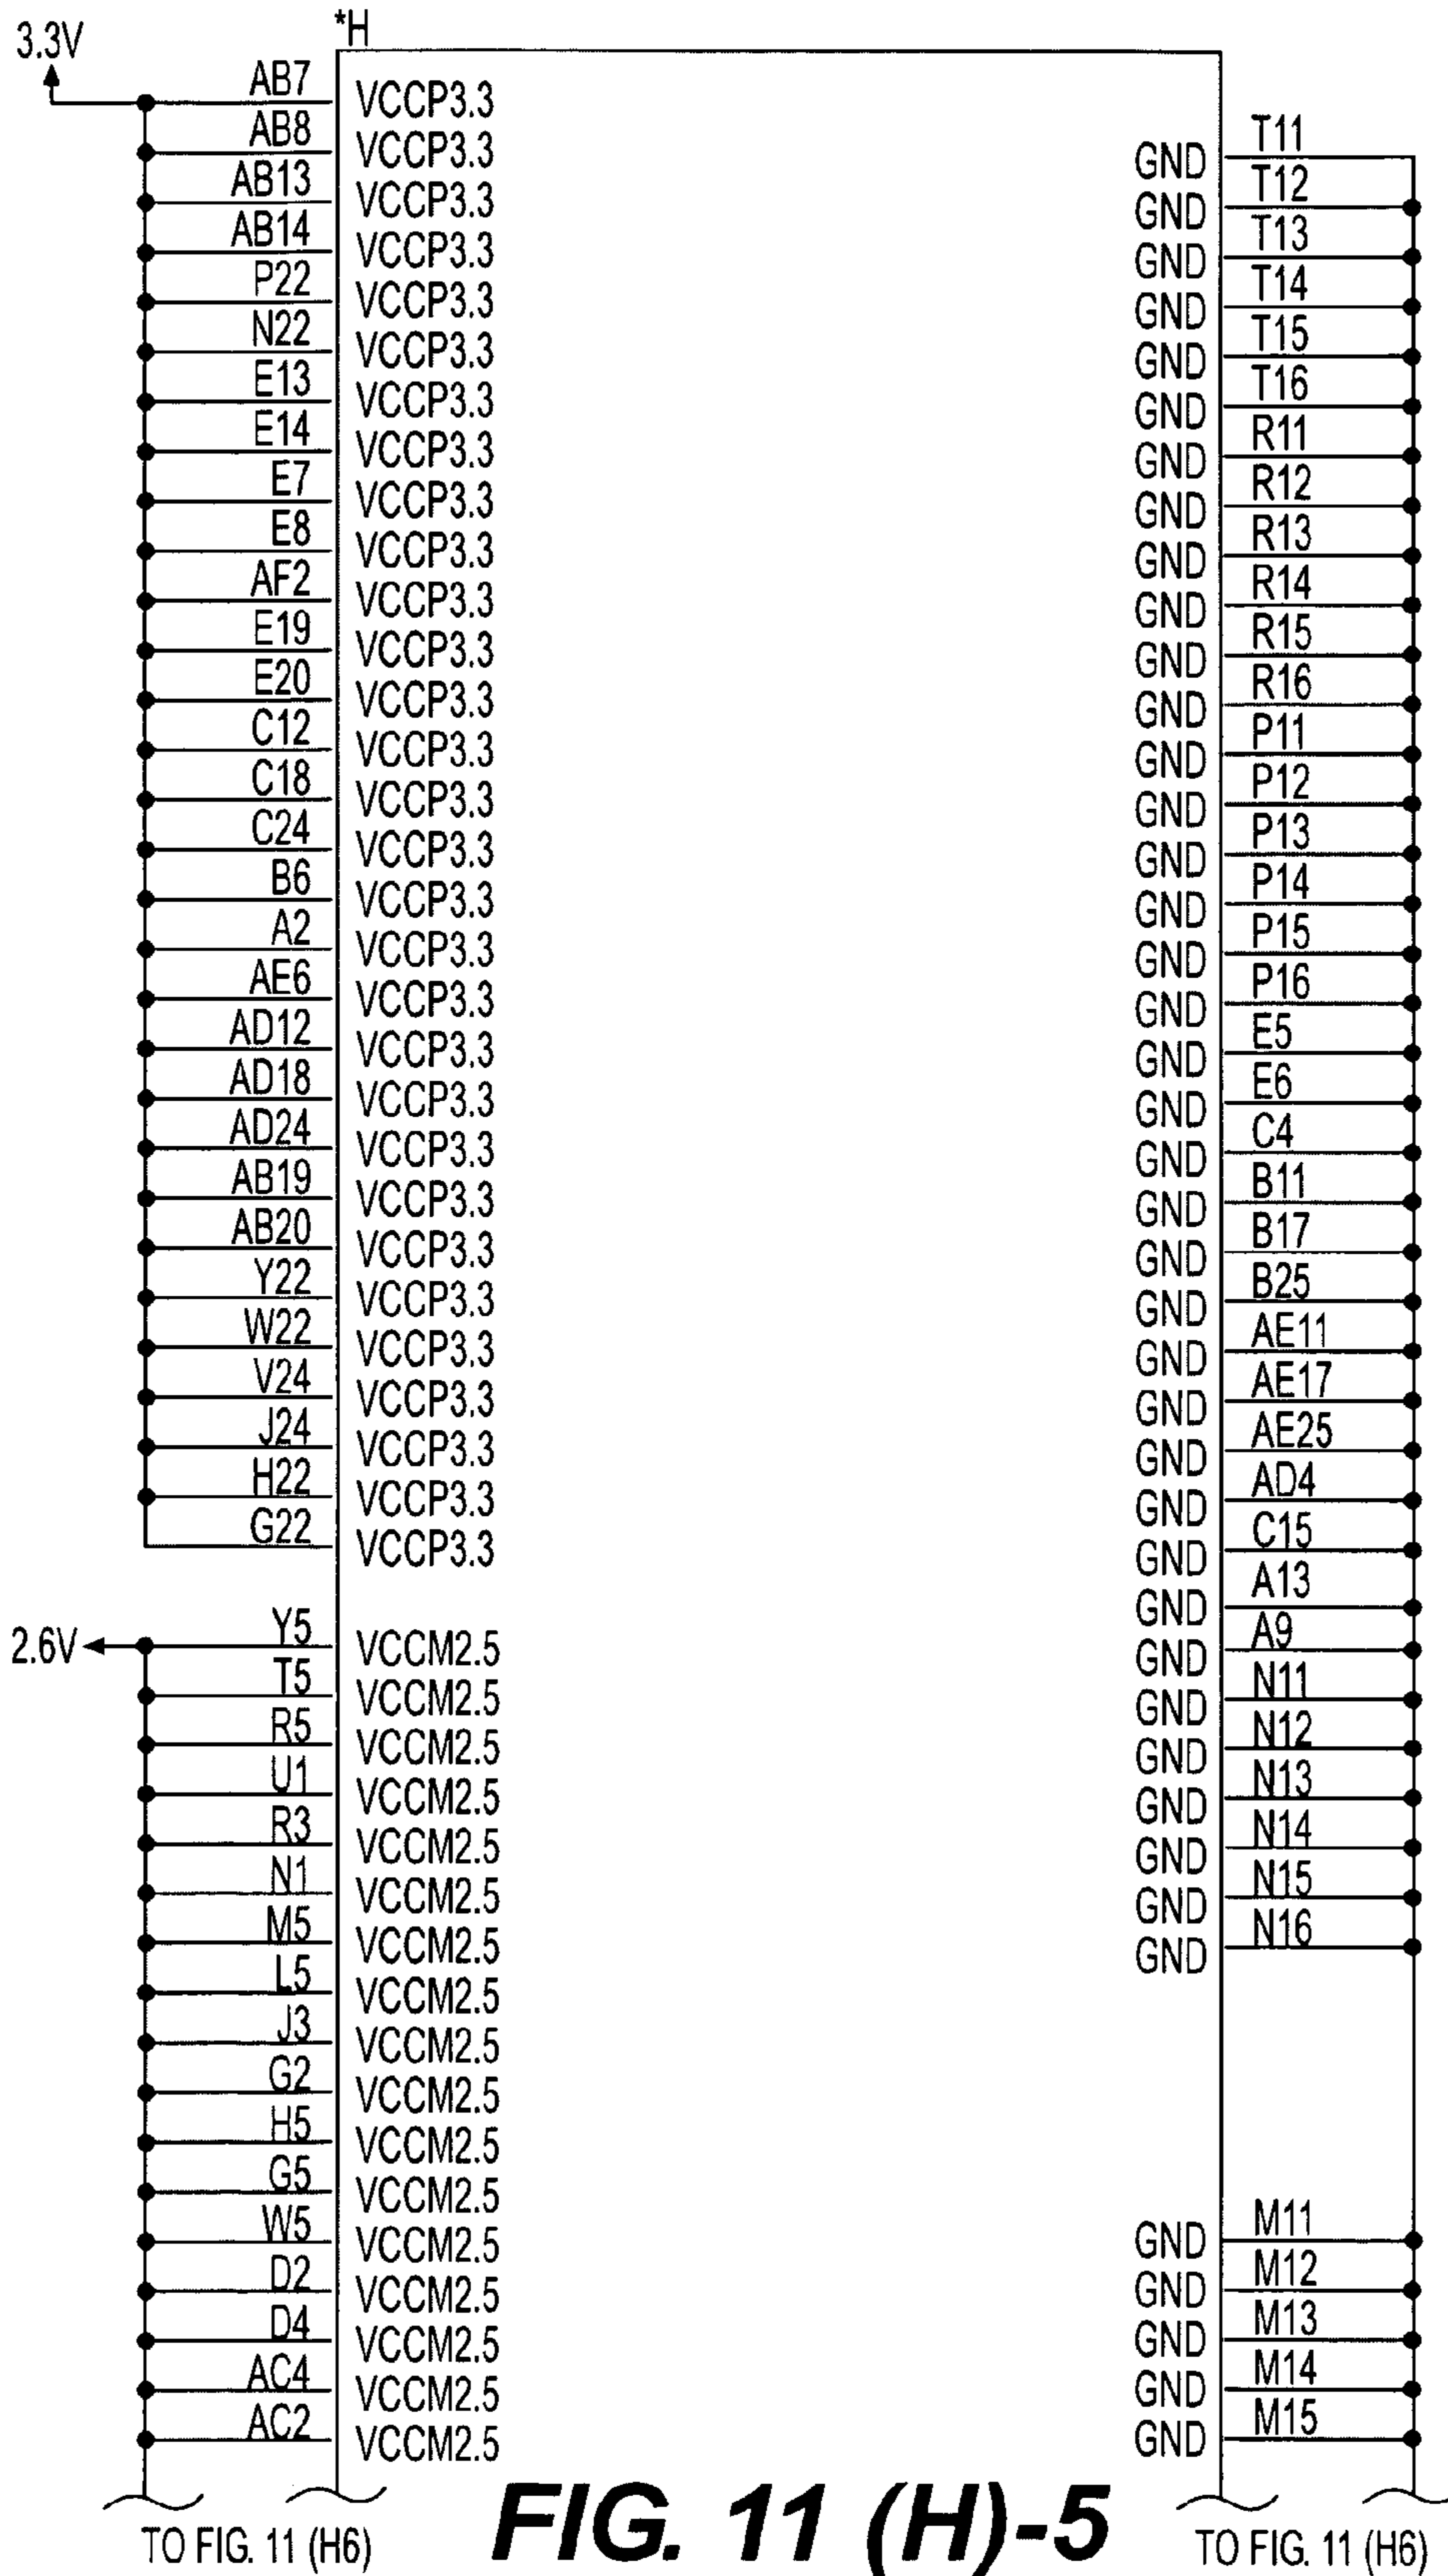 *H
3.3V
AB7 VCCP3.3
AB8 VCCP3.3
AB13 VCCP3.3
AB14 VCCP3.3
P22 VCCP3.3
N22 VCCP3.3
E13 VCCP3.3
E14 VCCP3.3
E7 VCCP3.3
E8 VCCP3.3
AF2 VCCP3.3
E19 VCCP3.3
E20 VCCP3.3
C12 VCCP3.3
C18 VCCP3.3
C24 VCCP3.3
B6 VCCP3.3
A2 VCCP3.3
AE6 VCCP3.3
AD12 VCCP3.3
AD18 VCCP3.3
AD24 VCCP3.3
AB19 VCCP3.3
AB20 VCCP3.3
Y22 VCCP3.3
W22 VCCP3.3
V24 VCCP3.3
J24 VCCP3.3
H22 VCCP3.3
G22 VCCP3.3
2.6V
Y5 VCCM2.5
T5 VCCM2.5
R5 VCCM2.5
U1 VCCM2.5
R3 VCCM2.5
N1 VCCM2.5
M5 VCCM2.5
L5 VCCM2.5
J3 VCCM2.5
G2 VCCM2.5
H5 VCCM2.5
G5 VCCM2.5
W5 VCCM2.5
D2 VCCM2.5
D4 VCCM2.5
AC4 VCCM2.5
AC2 VCCM2.5
GND T11
GND T12
GND T13
GND T14
GND T15
GND T16
GND R11
GND R12
GND R13
GND R14
GND R15
GND R16
GND P11
GND P12
GND P13
GND P14
GND P15
GND P16
GND E5
GND E6
GND C4
GND B11
GND B17
GND B25
GND AE11
GND AE17
GND AE25
GND AD4
GND C15
GND A13
GND A9
GND N11
GND N12
GND N13
GND N14
GND N15
GND N16
GND M11
GND M12
GND M13
GND M14
GND M15
TO FIG. 11 (H6)
FIG. 11 (H)-5
TO FIG. 11 (H6)